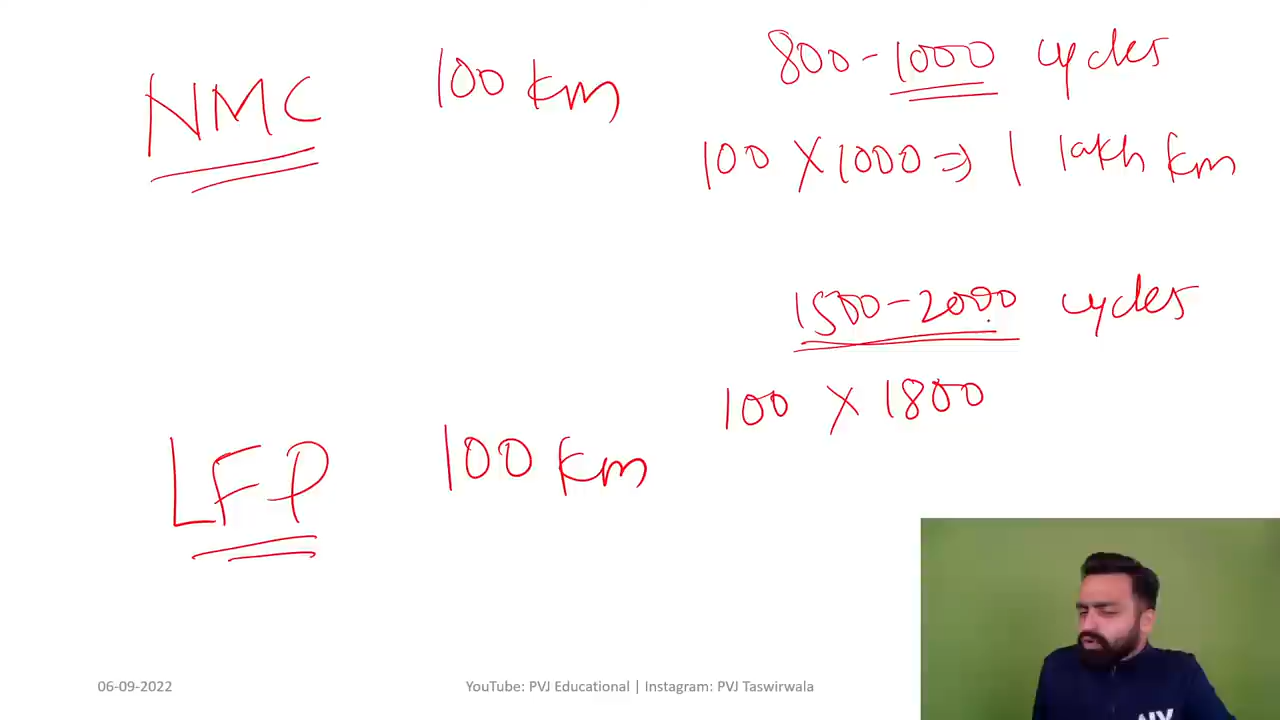 NMC 100 km 800-1000 cycles
100 X 1000 ⇒ 1 lakh km
1500-2000 cycles
100 X 1800
LFP 100 km
06-09-2022
YouTube: PVJ Educational | Instagram: PVJ Taswirwala